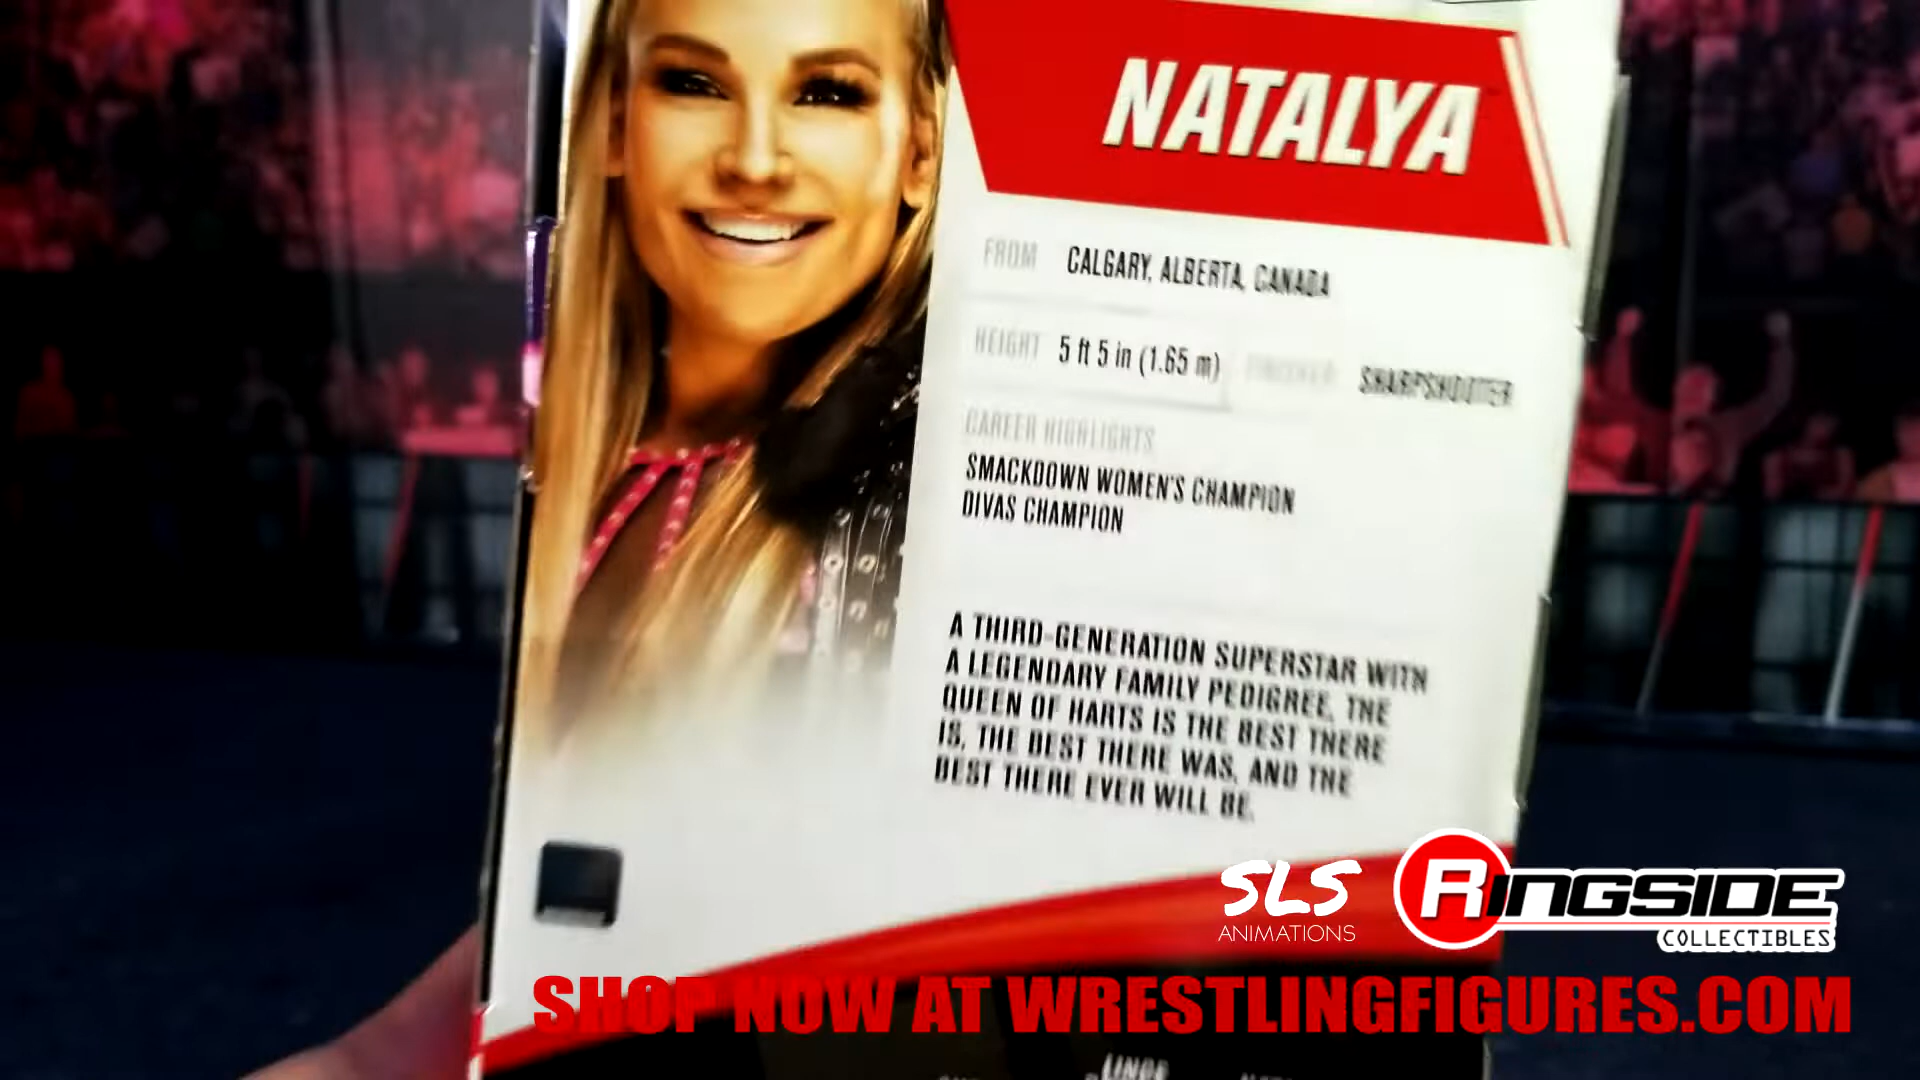 NATALYA
FROM CALGARY, ALBERTA, CANADA
HEIGHT 5 ft 5 in (1.65 m) FINISHER SHARPSHOOTER
CAREER HIGHLIGHTS
SMACKDOWN WOMEN'S CHAMPION
DIVAS CHAMPION
A THIRD-GENERATION SUPERSTAR WITH
A LEGENDARY FAMILY PEDIGREE, THE
QUEEN OF HARTS IS THE BEST THERE
IS, THE BEST THERE WAS, AND THE
BEST THERE EVER WILL BE.
SLS
ANIMATIONS
RINGSIDE
COLLECTIBLES
SHOP NOW AT WRESTLINGFIGURES.COM